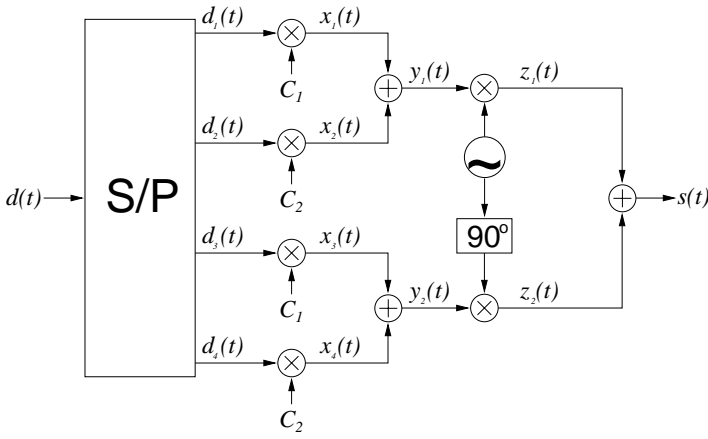 d₁(t) x₁(t)
C₁
y₁(t) z₁(t)
d₂(t) x₂(t)
C₂
~
d(t) S/P s(t)
90°
d₃(t) x₃(t)
C₁
y₂(t) z₂(t)
d₄(t) x₄(t)
C₂